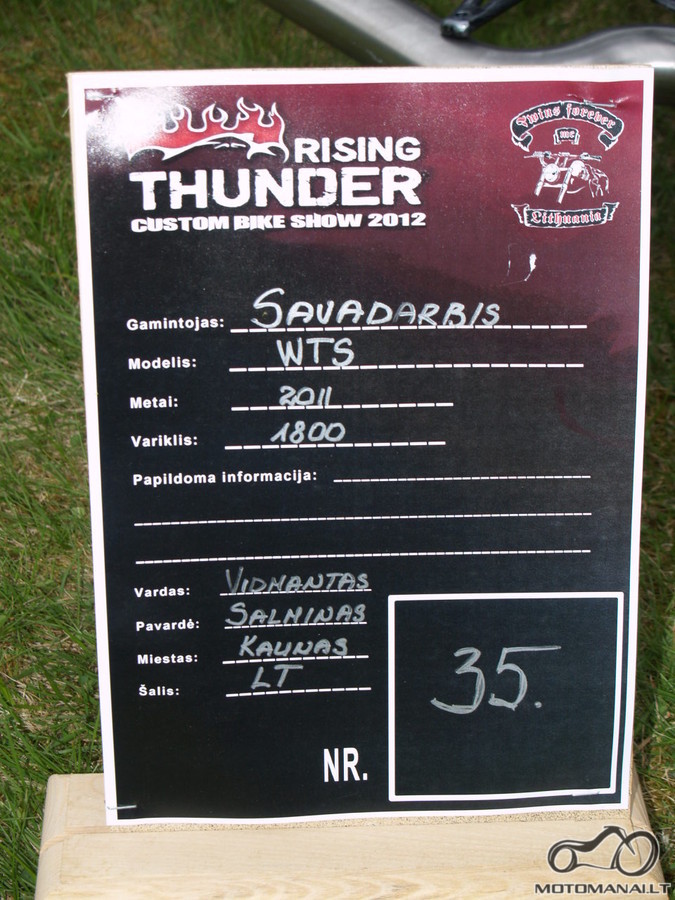 RISING
THUNDER
CUSTOM BIKE SHOW 2012
Twins forever
MC
Lithuania
Gamintojas: SAVADARBIS
Modelis: WTS
Metai: 2011
Variklis: 1800
Papildoma informacija:
Vardas: VIDMANTAS
Pavardė: SALMINAS
Miestas: KAUNAS
Šalis: LT
NR. 35.
MOTOMANAI.LT